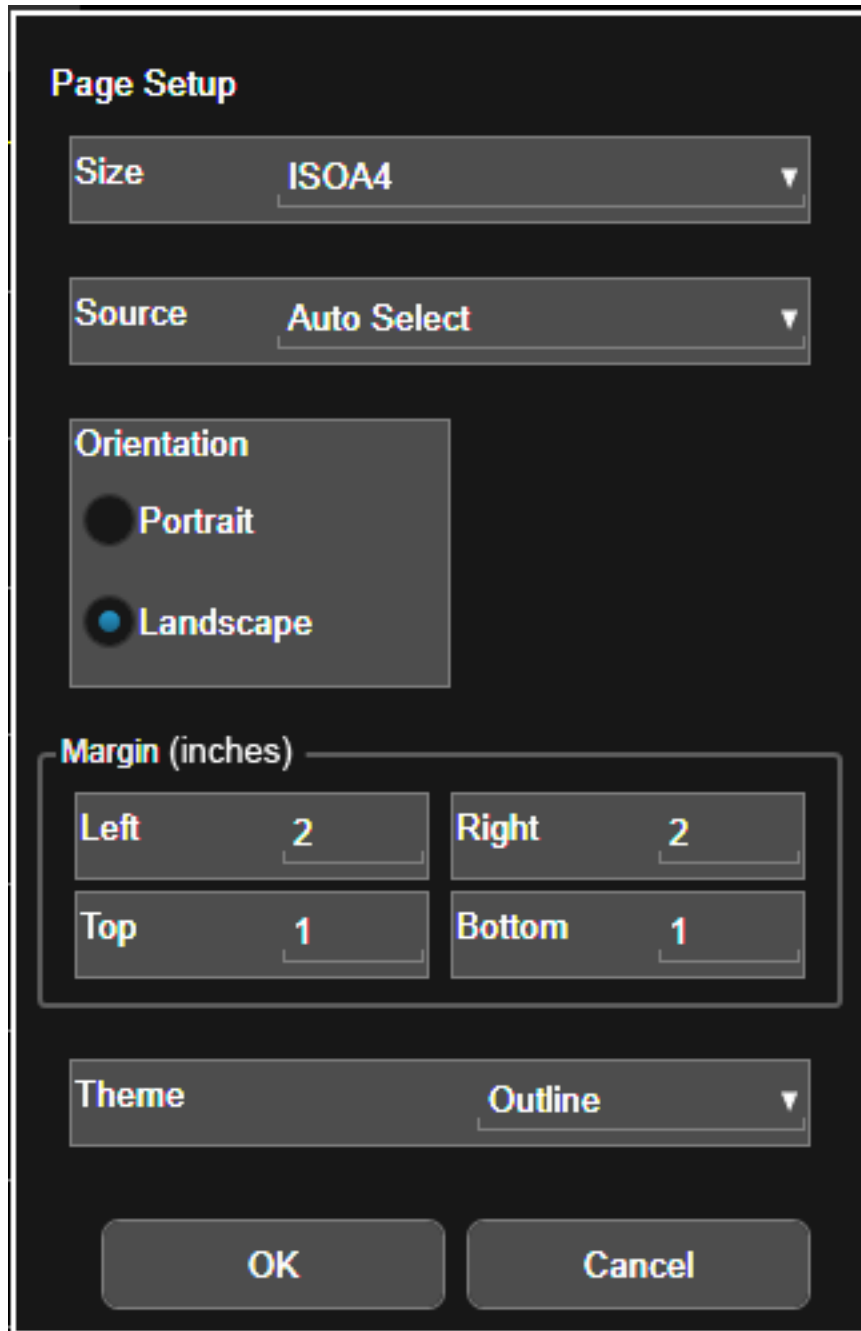 Page Setup
Size ISOA4
Source Auto Select
Orientation
Portrait
Landscape
Margin (inches)
Left 2 Right 2
Top 1 Bottom 1
Theme Outline
OK Cancel